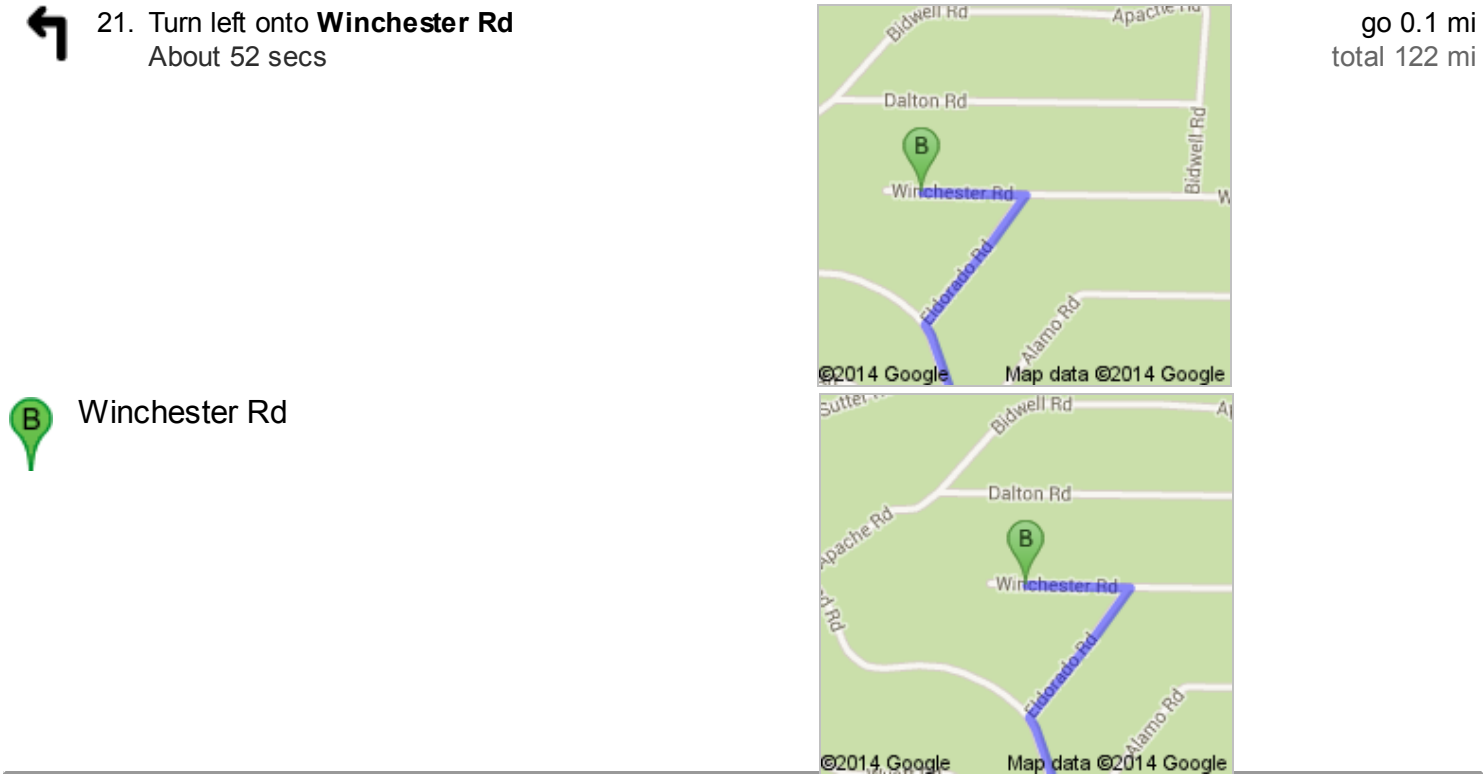 21. Turn left onto Winchester Rd
About 52 secs
go 0.1 mi
total 122 mi
Bidwell Rd
Dalton Rd
Bidwell Rd
B
Winchester Rd
W
Eldorado Rd
Alamo Rd
©2014 Google
Map data ©2014 Google
B
Winchester Rd
Bidwell Rd
Dalton Rd
Apache Rd
B
Winchester Rd
Eldorado Rd
Alamo Rd
©2014 Google
Map data ©2014 Google